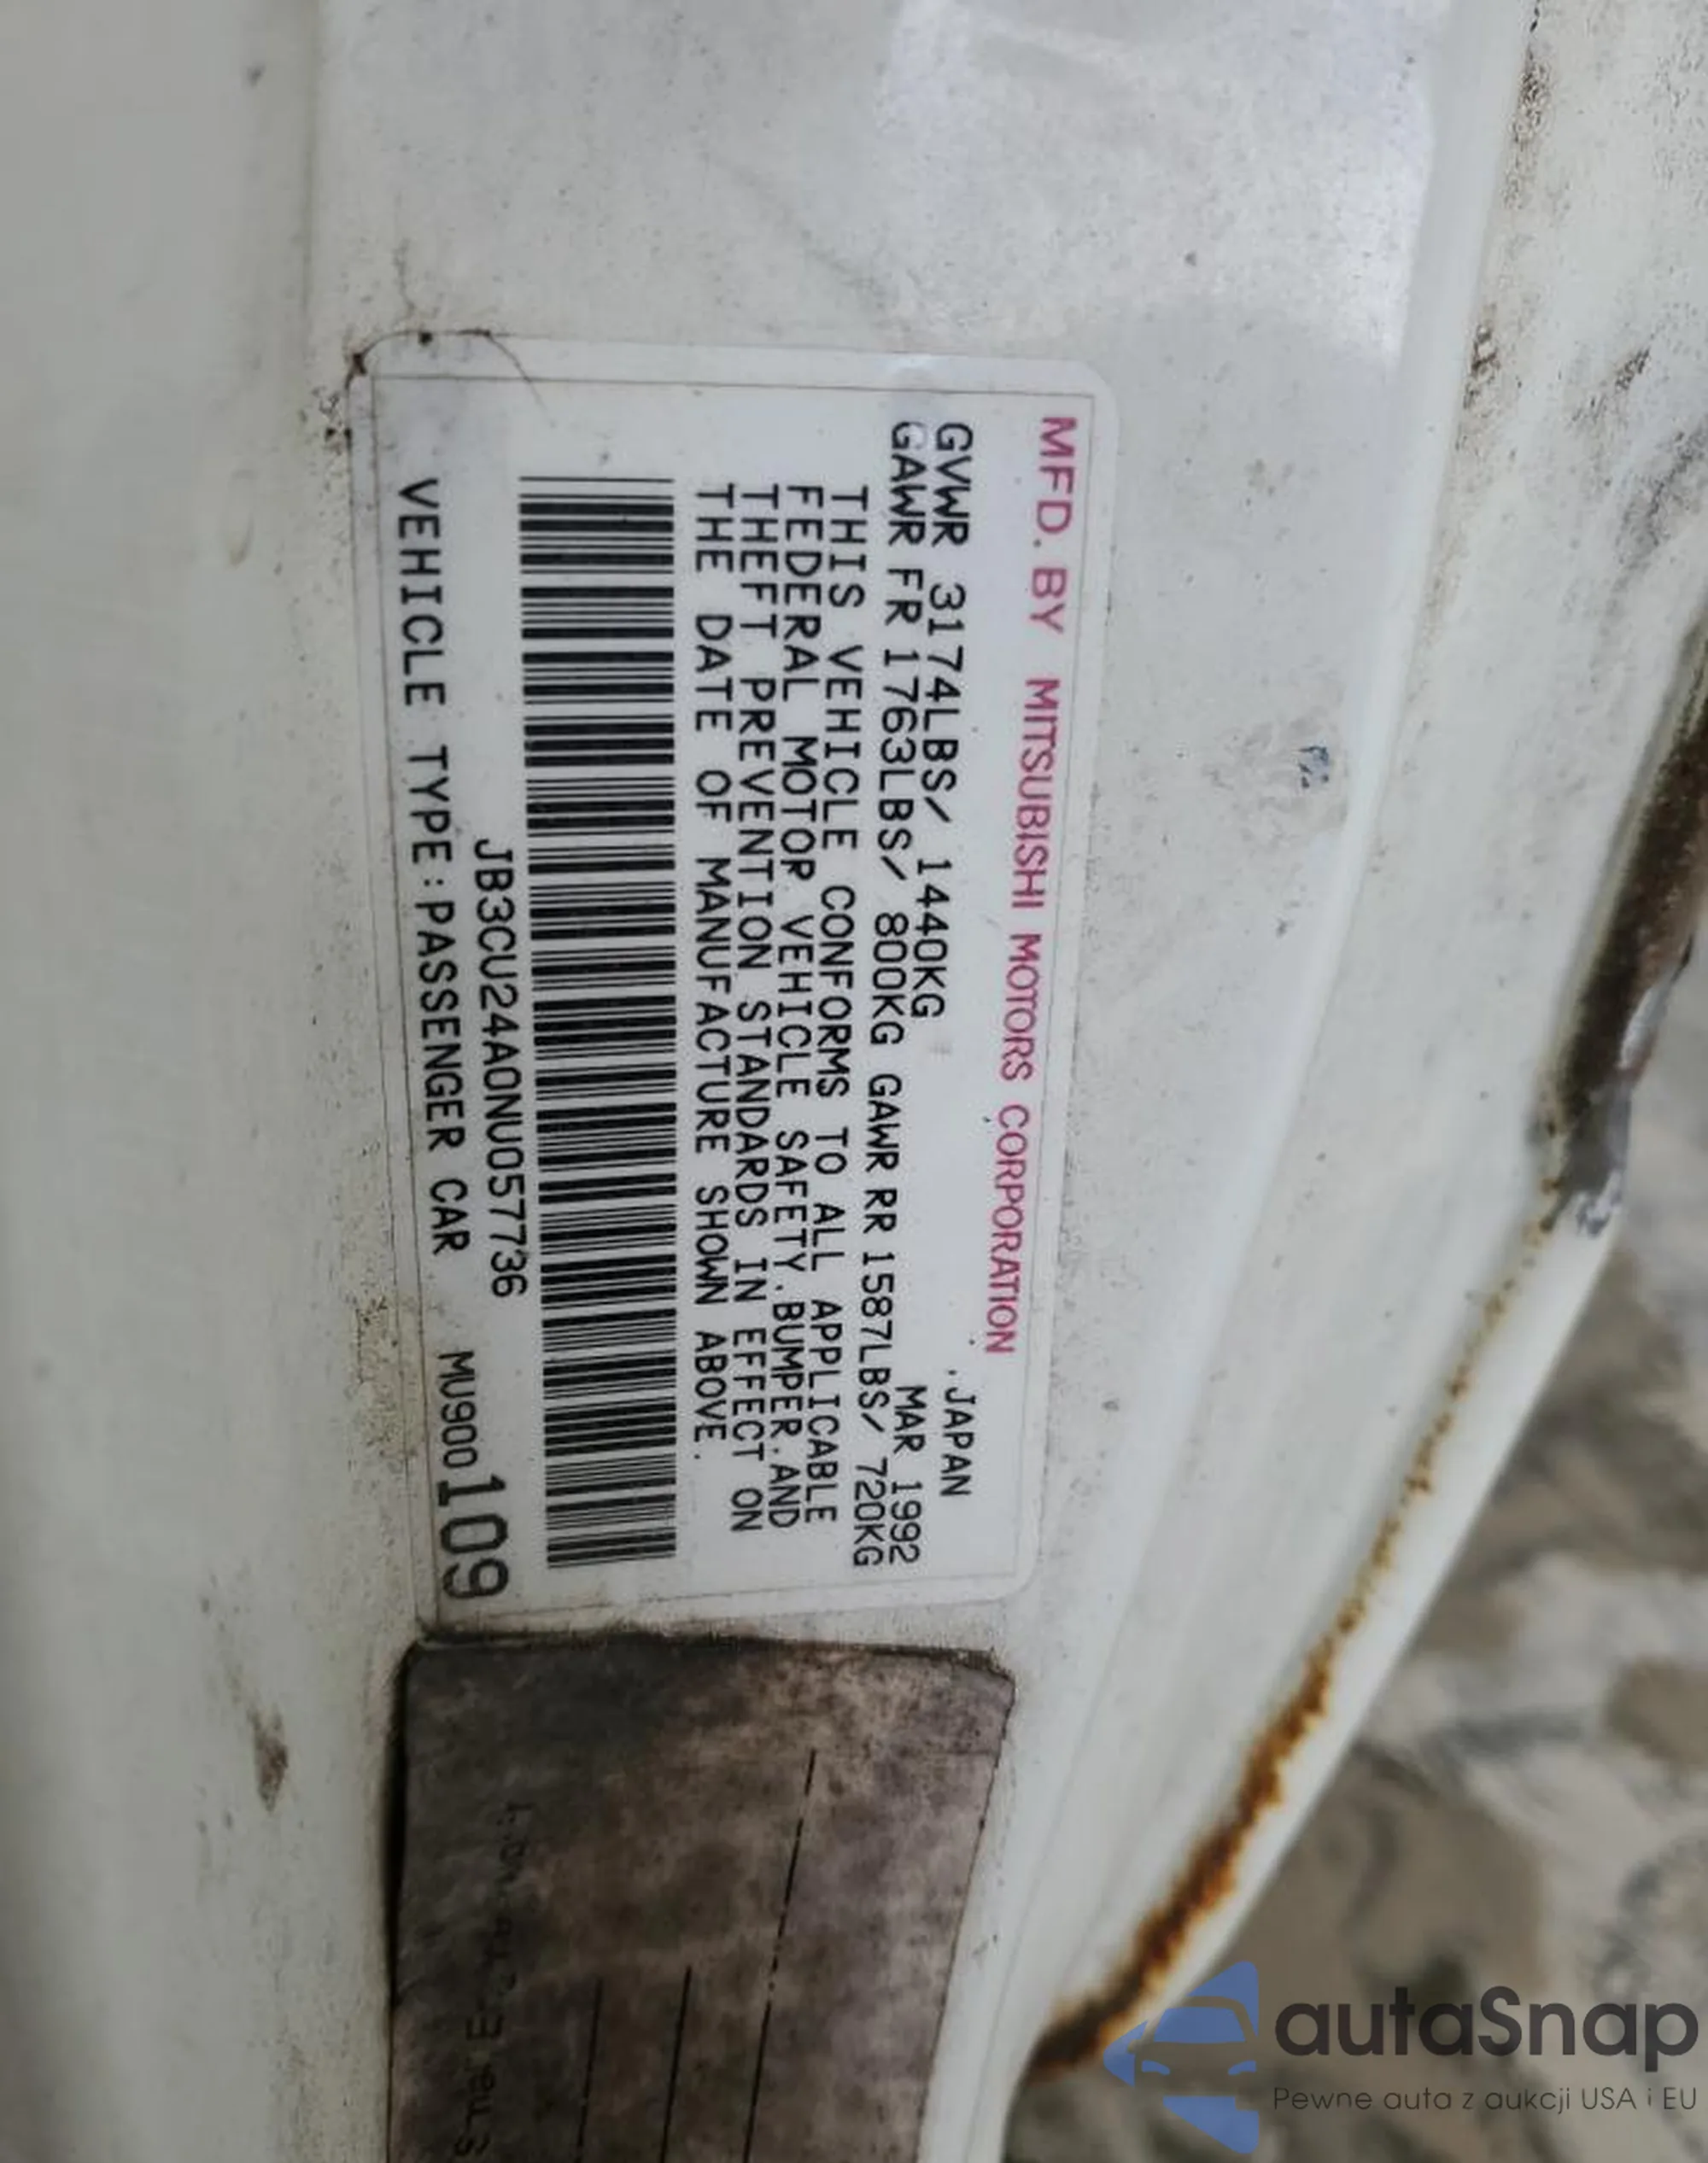 MFD. BY MITSUBISHI MOTORS CORPORATION
.JAPAN
GVWR 3174LBS/ 1440KG MAR 1992
GAWR FR 1763LBS/ 800KG GAWR RR 1587LBS/ 720KG
THIS VEHICLE CONFORMS TO ALL APPLICABLE
FEDERAL MOTOR VEHICLE SAFETY.BUMPER.AND
THEFT PREVENTION STANDARDS IN EFFECT ON
THE DATE OF MANUFACTURE SHOWN ABOVE.
JB3CU24A0NU057736
VEHICLE TYPE:PASSENGER CAR MU900109
autaSnap
Pewne auta z aukcji USA i EU